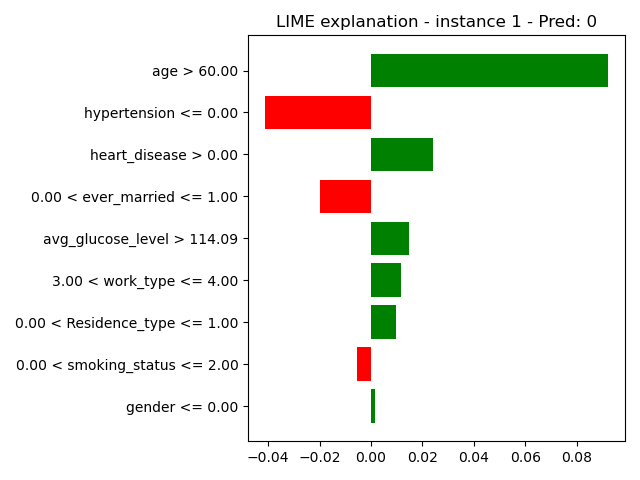 LIME explanation - instance 1 - Pred: 0
age > 60.00
hypertension <= 0.00
heart_disease > 0.00
0.00 < ever_married <= 1.00
avg_glucose_level > 114.09
3.00 < work_type <= 4.00
0.00 < Residence_type <= 1.00
0.00 < smoking_status <= 2.00
gender <= 0.00
−0.04 −0.02 0.00 0.02 0.04 0.06 0.08